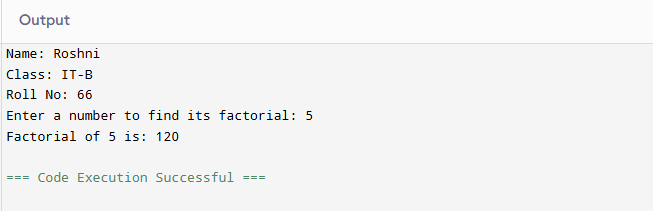 Output
Name: Roshni
Class: IT-B
Roll No: 66
Enter a number to find its factorial: 5
Factorial of 5 is: 120
=== Code Execution Successful ===